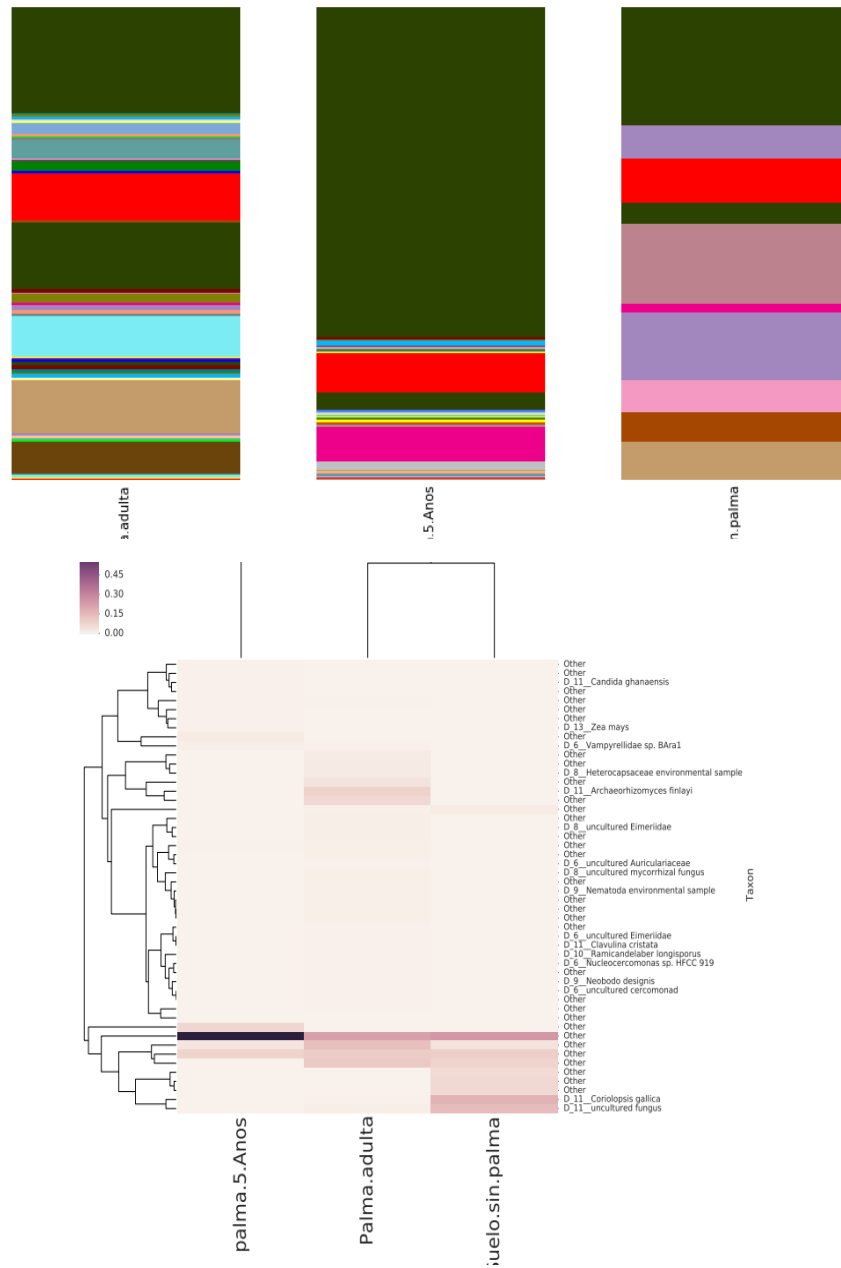 a.adulta
.5.Anos
n.palma
0.45
0.30
0.15
0.00
Other
Other
D_11__Candida ghanaensis
Other
Other
Other
Other
D_13__Zea mays
Other
D_6__Vampyrellidae sp. BAra1
Other
Other
D_8__Heterocapsaceae environmental sample
Other
D_11__Archaeorhizomyces finlayi
Other
Other
Other
D_8__uncultured Eimeriidae
Other
Other
Other
D_6__uncultured Auriculariaceae
D_8__uncultured mycorrhizal fungus
Other
D_9__Nematoda environmental sample
Other
Other
Other
Other
D_6__uncultured Eimeriidae
D_11__Clavulina cristata
D_10__Ramicandelaber longisporus
D_6__Nucleocercomonas sp. HFCC 919
Other
D_9__Neobodo designis
D_6__uncultured cercomonad
Other
Other
Other
Other
Other
Other
Other
Other
Other
Other
Other
D_11__Coriolopsis gallica
D_11__uncultured fungus
Taxon
palma.5.Anos
Palma.adulta
Suelo.sin.palma